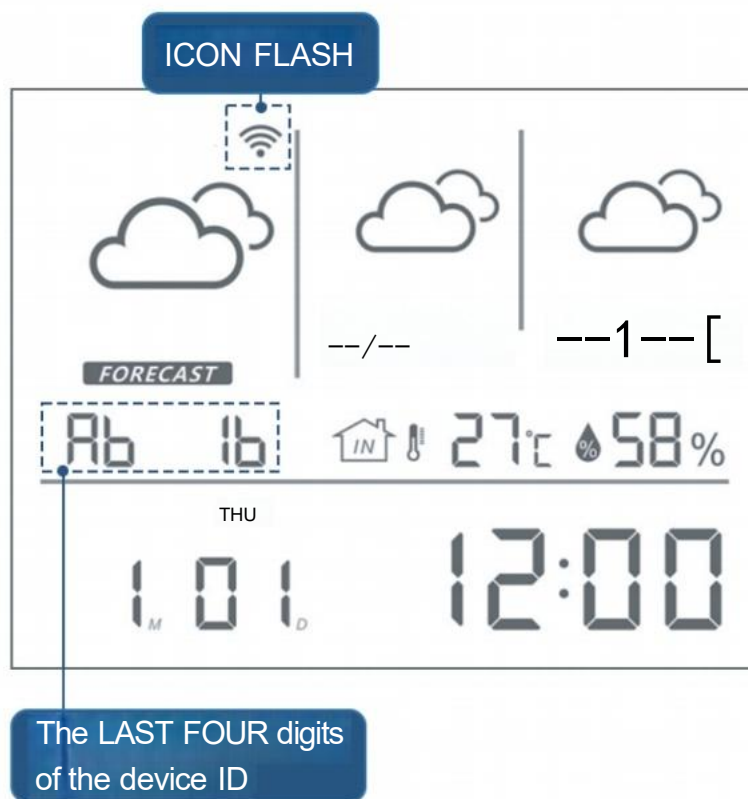 ICON FLASH
--/--
--1--[
FORECAST
Ab 1b
IN 27℃ % 58%
THU
1 M 01 D 12:00
The LAST FOUR digits
of the device ID